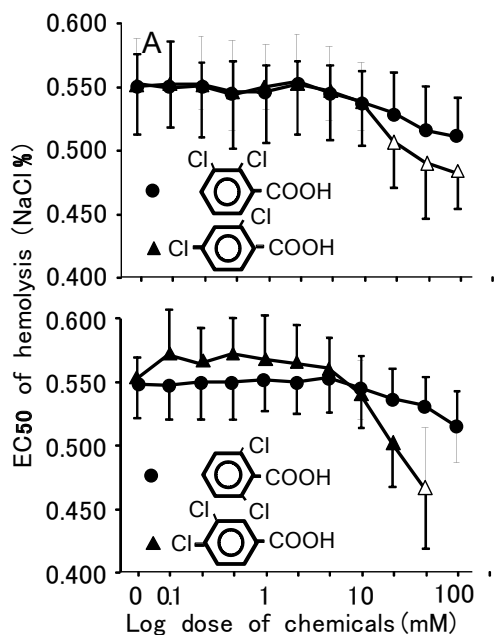 0.600
A
0.550
0.500
Cl Cl
COOH
0.450
Cl
Cl COOH
0.400
EC50 of hemolysis (NaCl%)
0.600
0.550
0.500
Cl
COOH
0.450
Cl Cl
Cl COOH
0.400
0 0.1 1 10 100
Log dose of chemicals (mM)